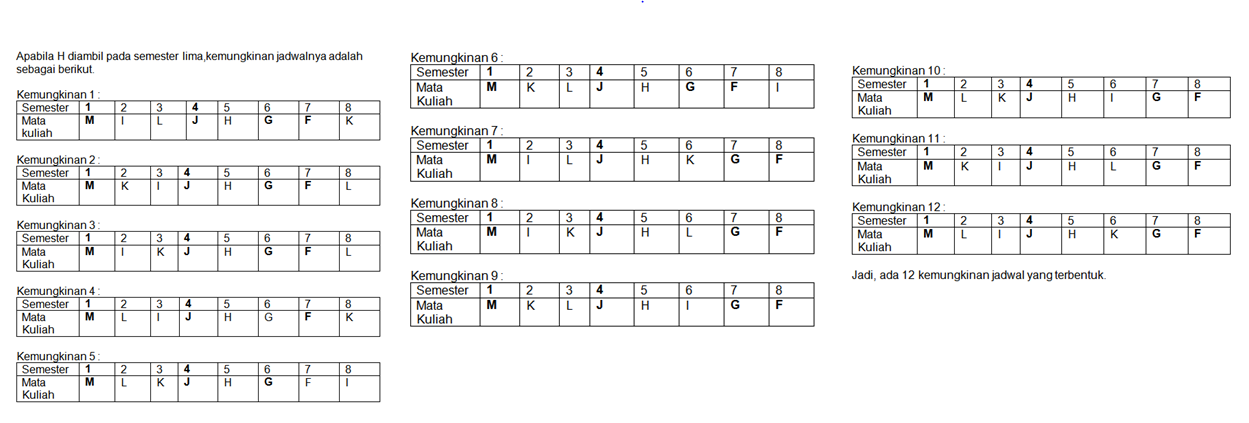 Apabila H diambil pada semester lima,kemungkinan jadwalnya adalah
sebagai berikut.
Kemungkinan 1 :
Semester 1 2 3 4 5 6 7 8
Mata M I L J H G F K
kuliah
Kemungkinan 2 :
Semester 1 2 3 4 5 6 7 8
Mata M K I J H G F L
Kuliah
Kemungkinan 3 :
Semester 1 2 3 4 5 6 7 8
Mata M I K J H G F L
Kuliah
Kemungkinan 4 :
Semester 1 2 3 4 5 6 7 8
Mata M L I J H G F K
Kuliah
Kemungkinan 5 :
Semester 1 2 3 4 5 6 7 8
Mata M L K J H G F I
Kuliah
Kemungkinan 6 :
Semester 1 2 3 4 5 6 7 8
Mata M K L J H G F I
Kuliah
Kemungkinan 7 :
Semester 1 2 3 4 5 6 7 8
Mata M I L J H K G F
Kuliah
Kemungkinan 8 :
Semester 1 2 3 4 5 6 7 8
Mata M I K J H L G F
Kuliah
Kemungkinan 9 :
Semester 1 2 3 4 5 6 7 8
Mata M K L J H I G F
Kuliah
Kemungkinan 10 :
Semester 1 2 3 4 5 6 7 8
Mata M L K J H I G F
Kuliah
Kemungkinan 11 :
Semester 1 2 3 4 5 6 7 8
Mata M K I J H L G F
Kuliah
Kemungkinan 12 :
Semester 1 2 3 4 5 6 7 8
Mata M L I J H K G F
Kuliah
Jadi, ada 12 kemungkinan jadwal yang terbentuk.